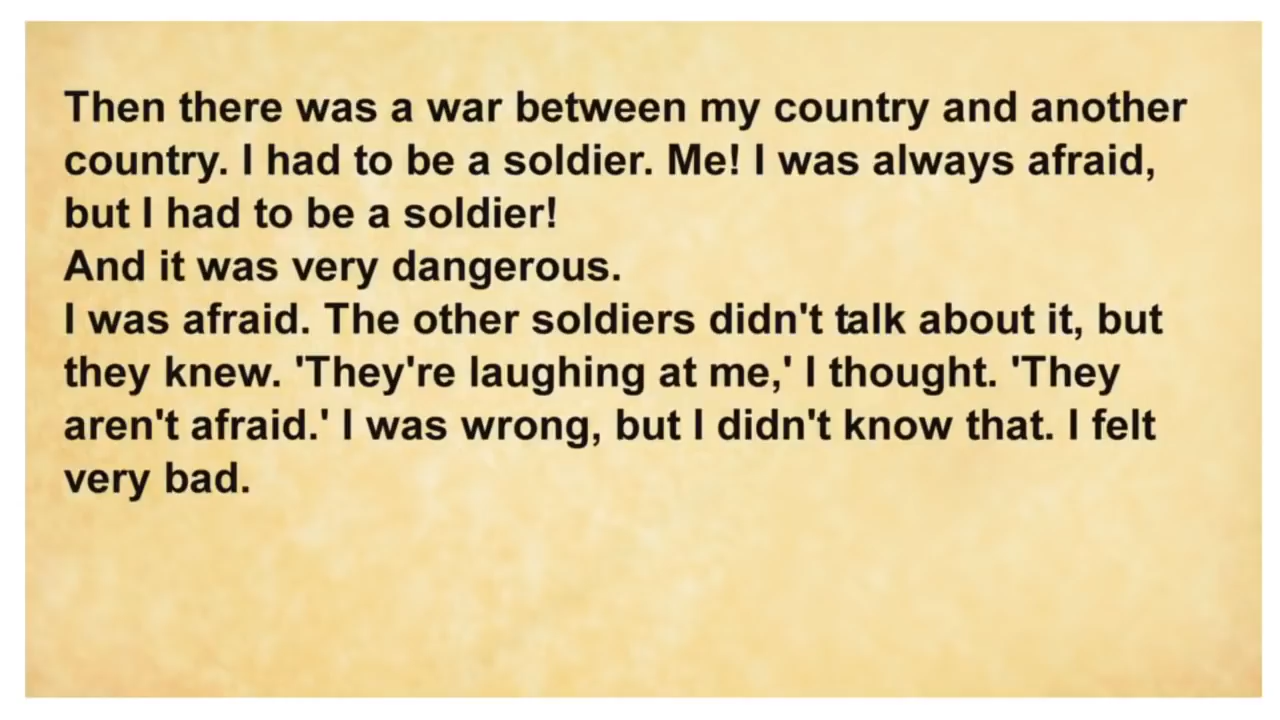 Then there was a war between my country and another
country. I had to be a soldier. Me! I was always afraid,
but I had to be a soldier!
And it was very dangerous.
I was afraid. The other soldiers didn't talk about it, but
they knew. 'They're laughing at me,' I thought. 'They
aren't afraid.' I was wrong, but I didn't know that. I felt
very bad.